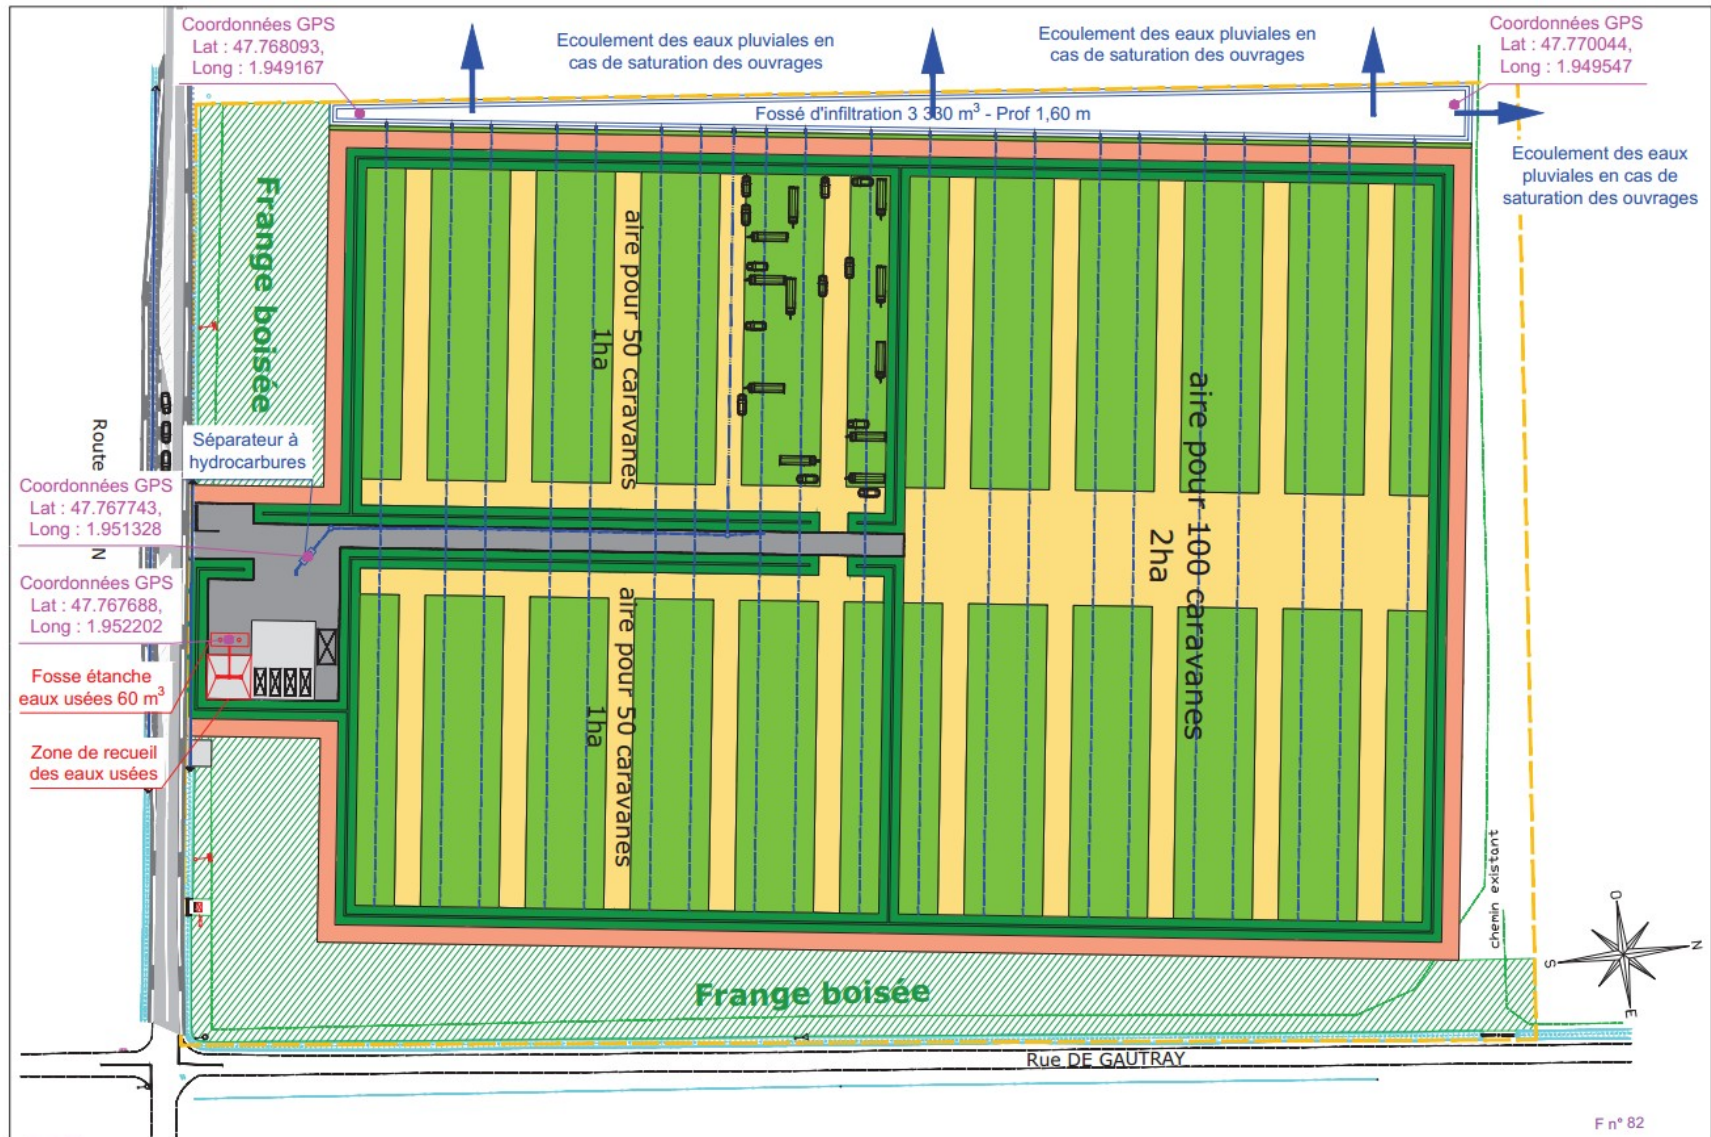 Coordonnées GPS
Lat : 47.768093,
Long : 1.949167
Ecoulement des eaux pluviales en
cas de saturation des ouvrages
Ecoulement des eaux pluviales en
cas de saturation des ouvrages
Coordonnées GPS
Lat : 47.770044,
Long : 1.949547
Fossé d'infiltration 3 330 m³ - Prof 1,60 m
Ecoulement des eaux
pluviales en cas de
saturation des ouvrages
Frange boisée
aire pour 50 caravanes
1ha
aire pour 100 caravanes
2ha
Route
N
Séparateur à
hydrocarbures
Coordonnées GPS
Lat : 47.767743,
Long : 1.951328
Coordonnées GPS
Lat : 47.767688,
Long : 1.952202
Fosse étanche
eaux usées 60 m³
Zone de recueil
des eaux usées
aire pour 50 caravanes
1ha
chemin existant
O
N
S
E
Frange boisée
Rue DE GAUTRAY
F n° 82